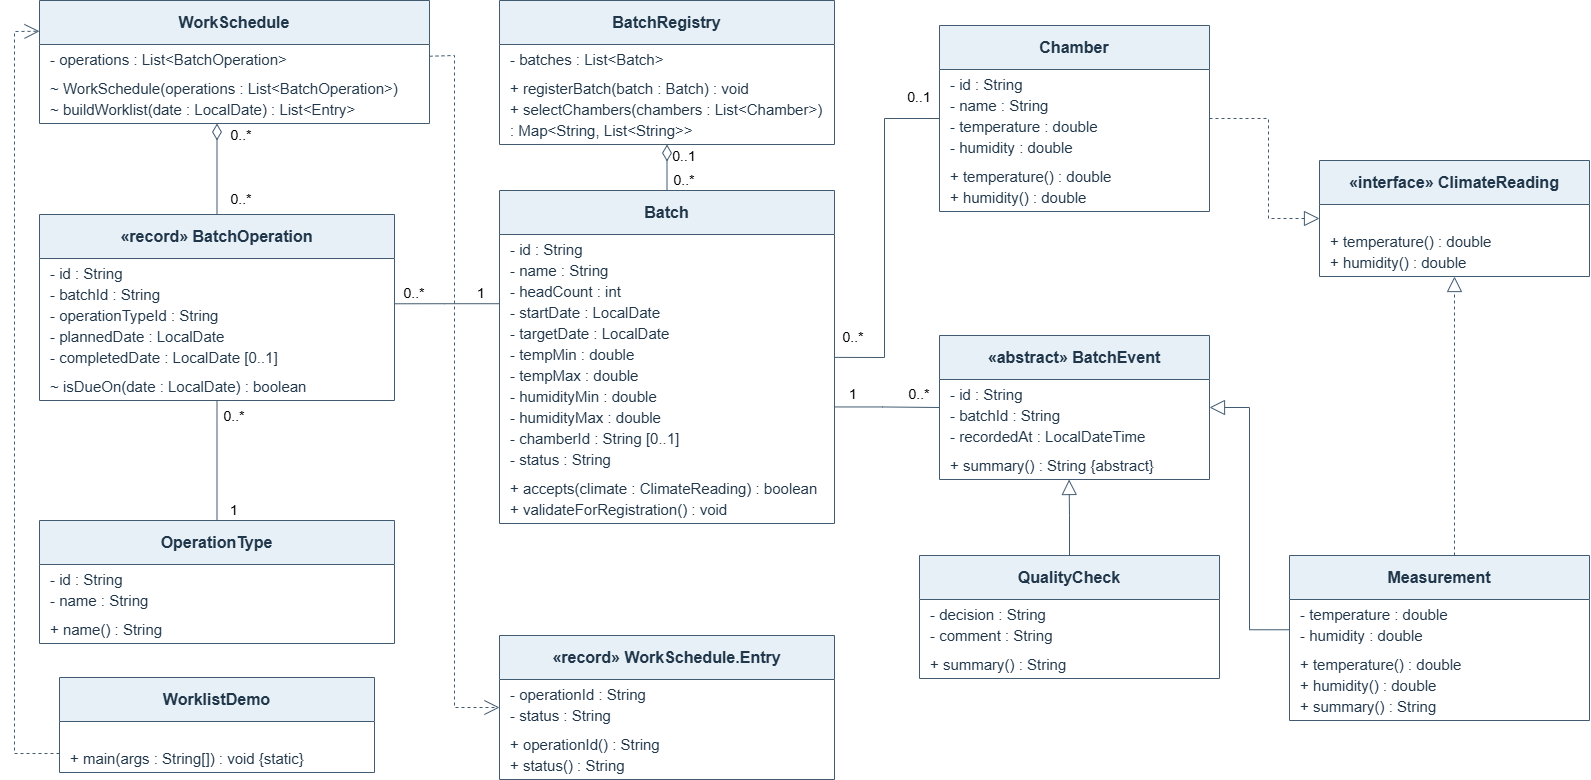 WorkSchedule
- operations : List<BatchOperation>
~ WorkSchedule(operations : List<BatchOperation>)
~ buildWorklist(date : LocalDate) : List<Entry>
0..*
0..*
«record» BatchOperation
- id : String
- batchId : String
- operationTypeId : String
- plannedDate : LocalDate
- completedDate : LocalDate [0..1]
~ isDueOn(date : LocalDate) : boolean
0..*
1
0..*
1
OperationType
- id : String
- name : String
+ name() : String
WorklistDemo
+ main(args : String[]) : void {static}
BatchRegistry
- batches : List<Batch>
+ registerBatch(batch : Batch) : void
+ selectChambers(chambers : List<Chamber>)
: Map<String, List<String>>
0..1
0..*
Batch
- id : String
- name : String
- headCount : int
- startDate : LocalDate
- targetDate : LocalDate
- tempMin : double
- tempMax : double
- humidityMin : double
- humidityMax : double
- chamberId : String [0..1]
- status : String
+ accepts(climate : ClimateReading) : boolean
+ validateForRegistration() : void
«record» WorkSchedule.Entry
- operationId : String
- status : String
+ operationId() : String
+ status() : String
0..1
0..*
1
0..*
Chamber
- id : String
- name : String
- temperature : double
- humidity : double
+ temperature() : double
+ humidity() : double
«abstract» BatchEvent
- id : String
- batchId : String
- recordedAt : LocalDateTime
+ summary() : String {abstract}
QualityCheck
- decision : String
- comment : String
+ summary() : String
«interface» ClimateReading
+ temperature() : double
+ humidity() : double
Measurement
- temperature : double
- humidity : double
+ temperature() : double
+ humidity() : double
+ summary() : String